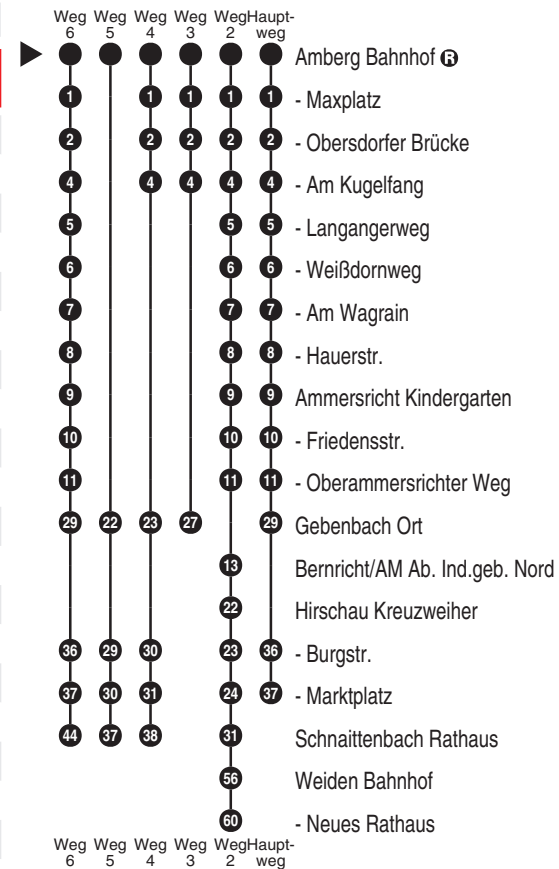 Weg Weg Weg Weg Weg Haupt-
6 5 4 3 2 weg
Amberg Bahnhof R
1 1 1 1 1 - Maxplatz
2 2 2 2 2 - Obersdorfer Brücke
4 4 4 4 4 - Am Kugelfang
5 5 5 - Langangerweg
6 6 6 - Weißdornweg
7 7 7 - Am Wagrain
8 8 8 - Hauerstr.
9 9 9 Ammersricht Kindergarten
10 10 10 - Friedensstr.
11 11 11 - Oberammersrichter Weg
29 22 23 27 29 Gebenbach Ort
13 Bernricht/AM Ab. Ind.geb. Nord
22 Hirschau Kreuzweiher
36 29 30 23 36 - Burgstr.
37 30 31 24 37 - Marktplatz
44 37 38 31 Schnaittenbach Rathaus
56 Weiden Bahnhof
60 - Neues Rathaus
Weg Weg Weg Weg Weg Haupt-
6 5 4 3 2 weg